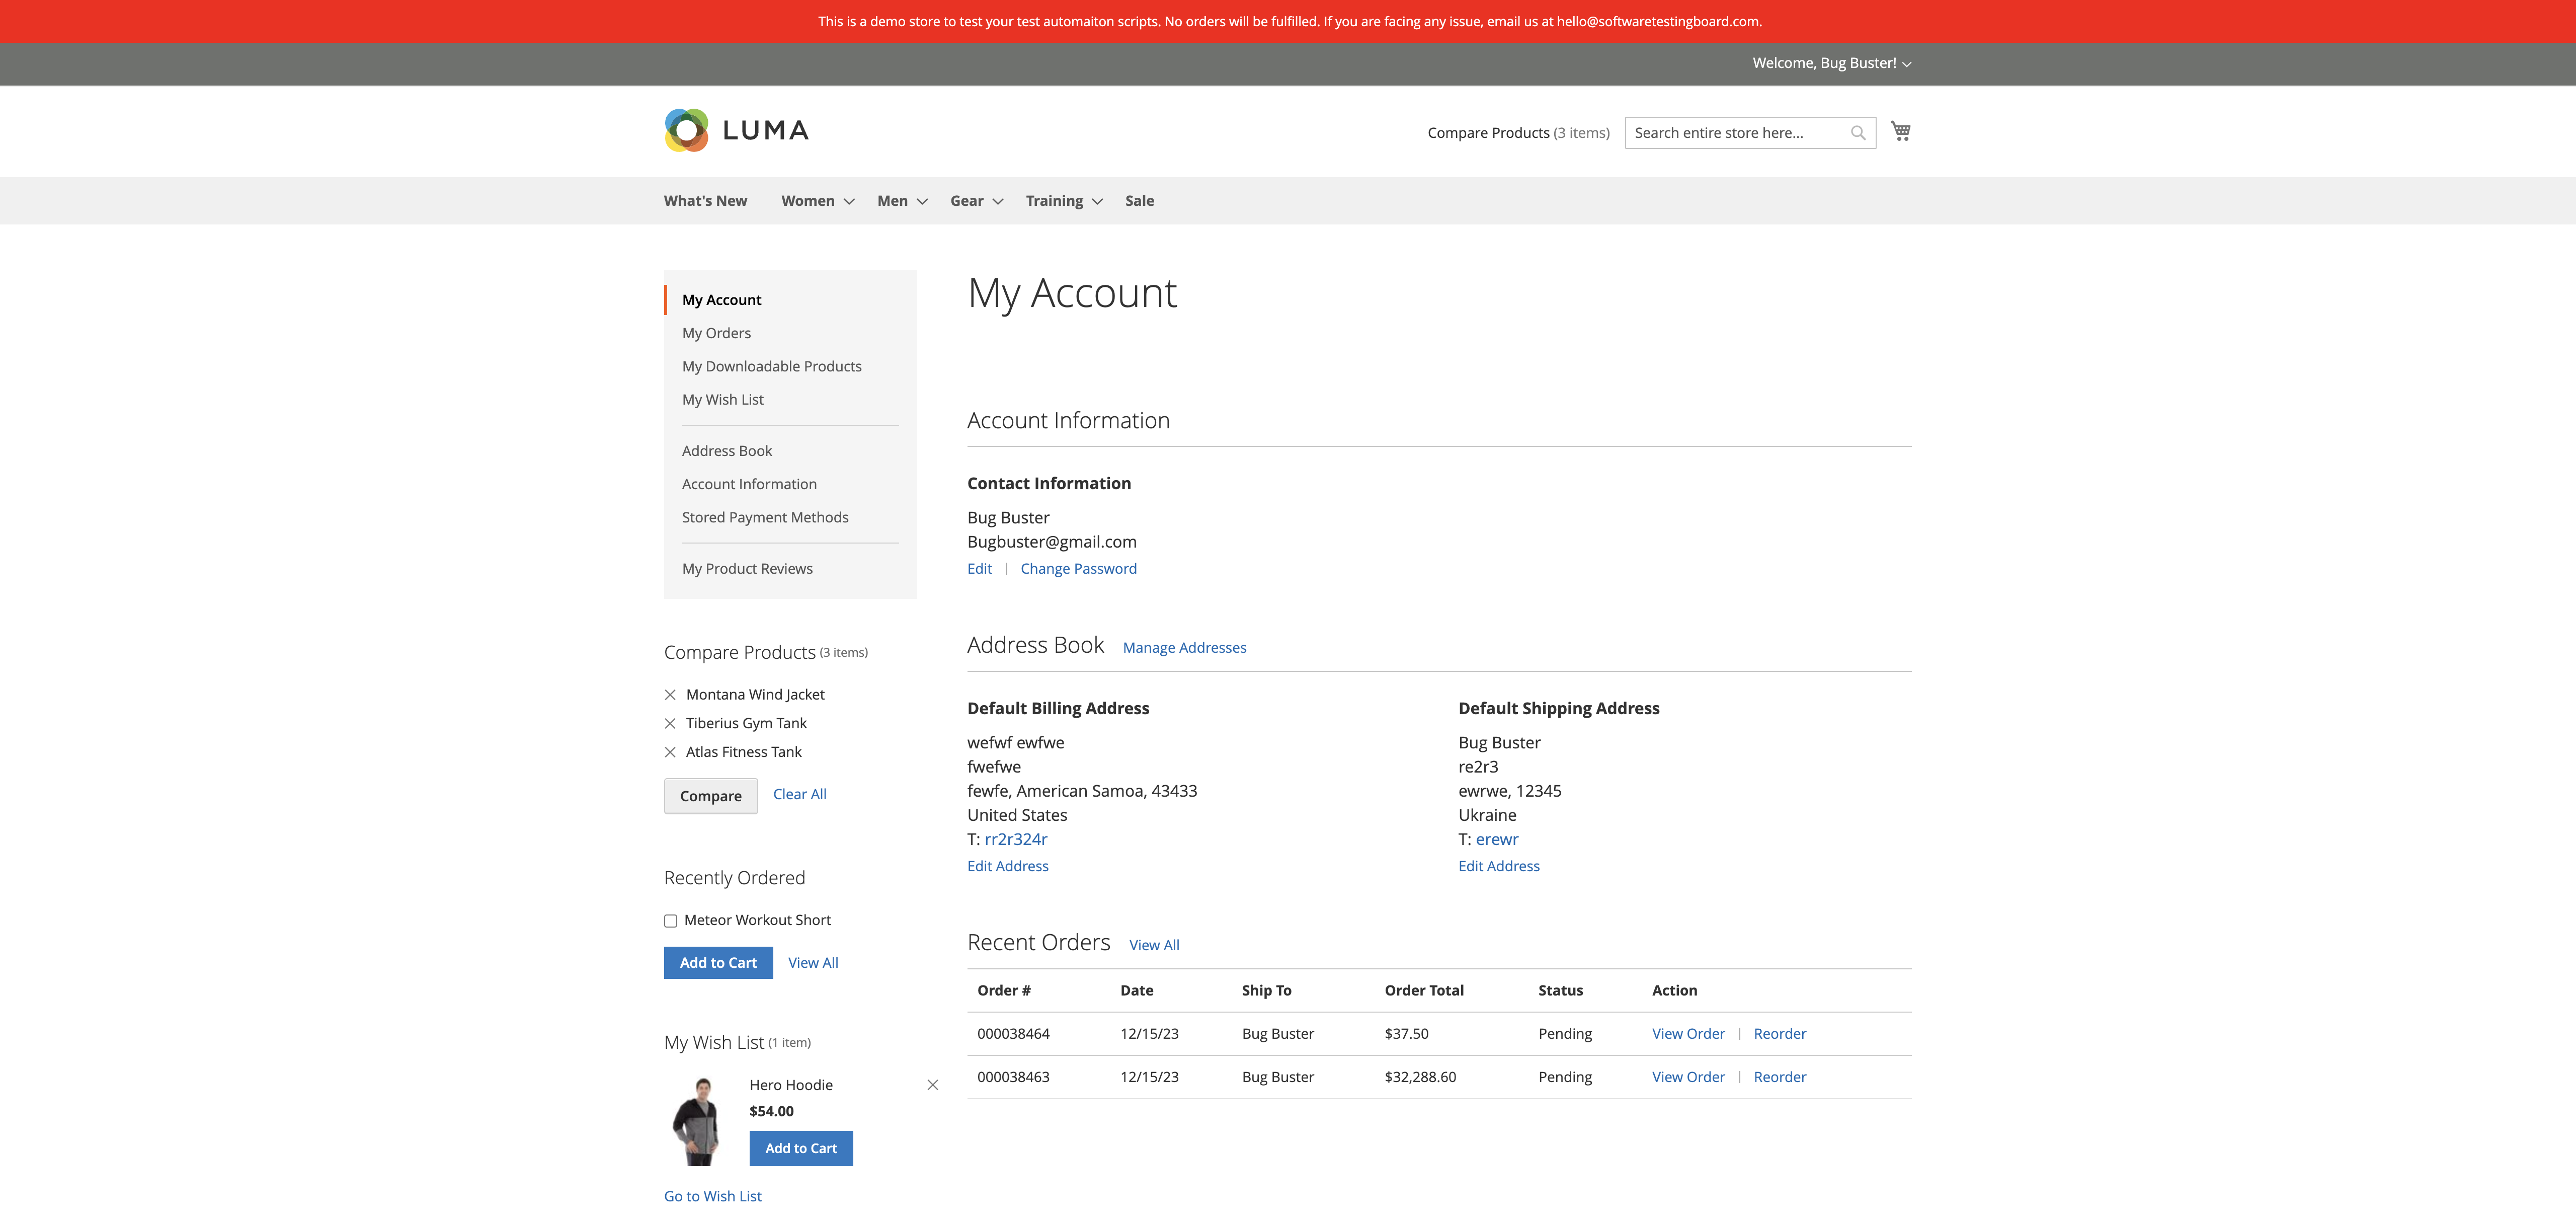 This is a demo store to test your test automaiton scripts. No orders will be fulfilled. If you are facing any issue, email us at hello@softwaretestingboard.com.
Welcome, Bug Buster!
LUMA
Compare Products (3 items)
Search entire store here...
What's New Women Men Gear Training Sale
My Account
My Orders
My Downloadable Products
My Wish List
Address Book
Account Information
Stored Payment Methods
My Product Reviews
Compare Products (3 items)
Montana Wind Jacket
Tiberius Gym Tank
Atlas Fitness Tank
Compare Clear All
Recently Ordered
Meteor Workout Short
Add to Cart View All
My Wish List (1 item)
Hero Hoodie
$54.00
Add to Cart
Go to Wish List
My Account
Account Information
Contact Information
Bug Buster
Bugbuster@gmail.com
Edit | Change Password
Address Book Manage Addresses
Default Billing Address
wefwf ewfwe
fwefwe
fewfe, American Samoa, 43433
United States
T: rr2r324r
Edit Address
Default Shipping Address
Bug Buster
re2r3
ewrwe, 12345
Ukraine
T: erewr
Edit Address
Recent Orders View All
Order # Date Ship To Order Total Status Action
000038464 12/15/23 Bug Buster $37.50 Pending View Order | Reorder
000038463 12/15/23 Bug Buster $32,288.60 Pending View Order | Reorder